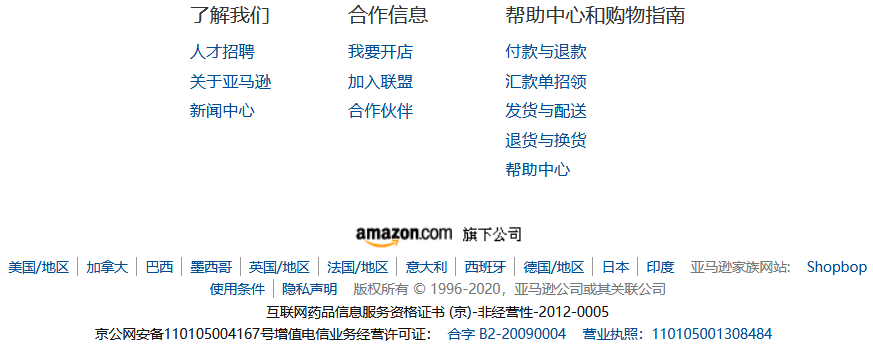 了解我们
人才招聘
关于亚马逊
新闻中心
合作信息
我要开店
加入联盟
合作伙伴
帮助中心和购物指南
付款与退款
汇款单招领
发货与配送
退货与换货
帮助中心
amazon.com 旗下公司
美国/地区 | 加拿大 | 巴西 | 墨西哥 | 英国/地区 | 法国/地区 | 意大利 | 西班牙 | 德国/地区 | 日本 | 印度 亚马逊家族网站: Shopbop
使用条件 | 隐私声明 版权所有 © 1996-2020，亚马逊公司或其关联公司
互联网药品信息服务资格证书 (京)-非经营性-2012-0005
京公网安备110105004167号增值电信业务经营许可证： 合字 B2-20090004 营业执照：110105001308484